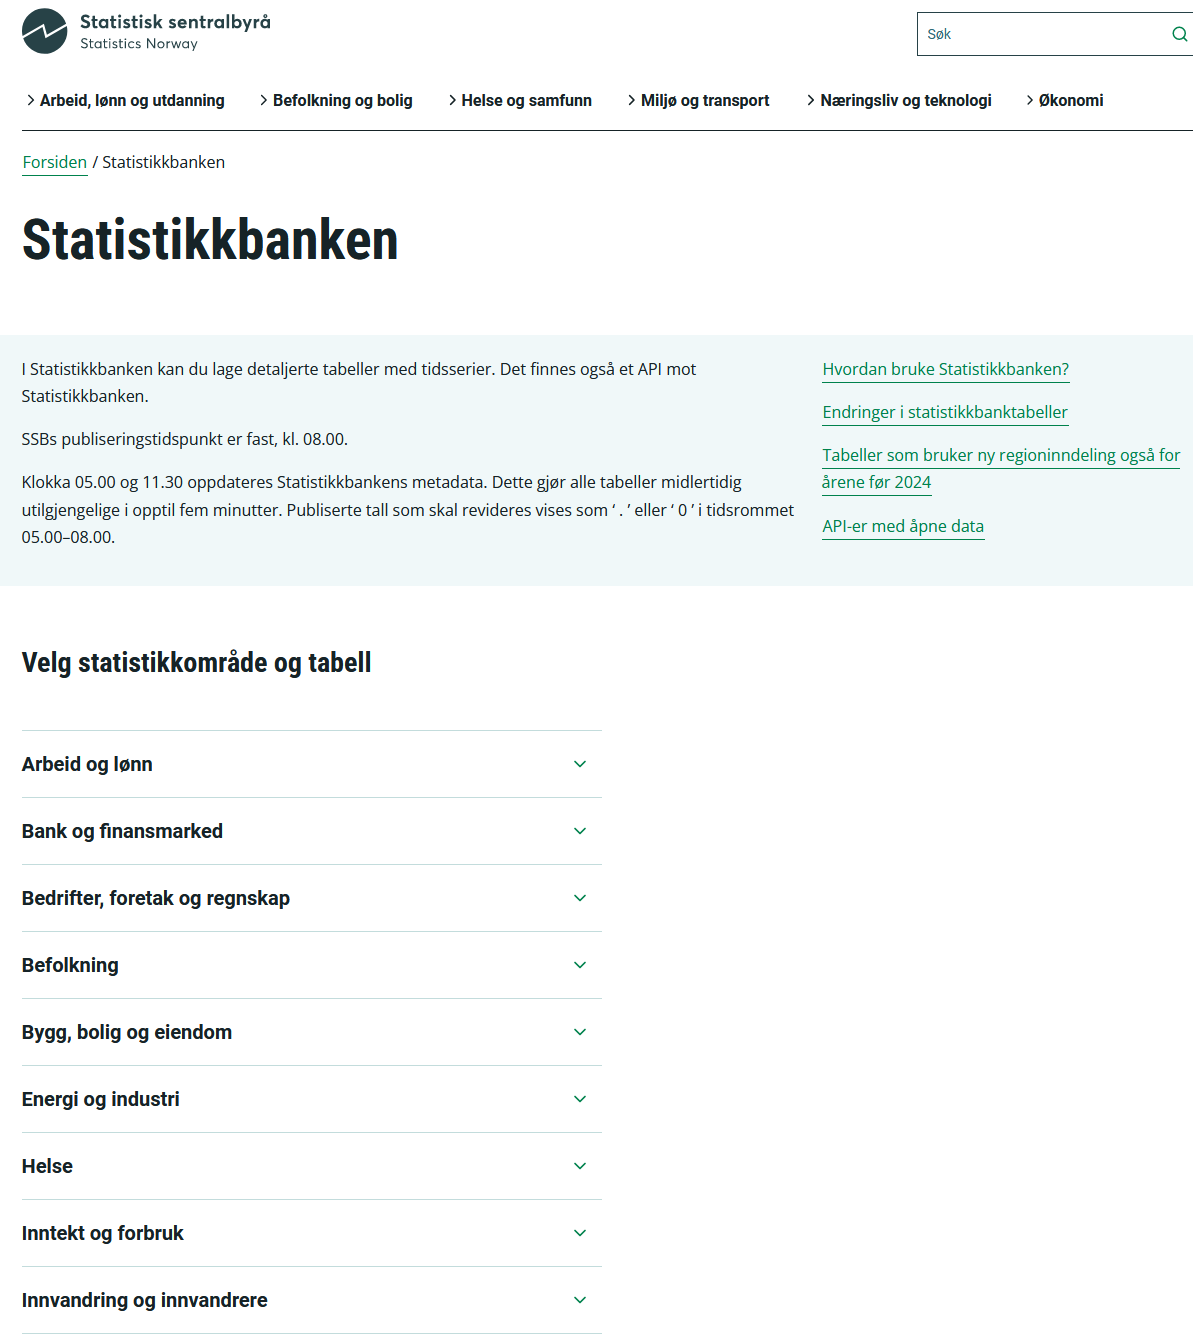 Statistisk sentralbyrå
Statistics Norway
Søk
Arbeid, lønn og utdanning
Befolkning og bolig
Helse og samfunn
Miljø og transport
Næringsliv og teknologi
Økonomi
Forsiden / Statistikkbanken
Statistikkbanken
I Statistikkbanken kan du lage detaljerte tabeller med tidsserier. Det finnes også et API mot
Statistikkbanken.
SSBs publiseringstidspunkt er fast, kl. 08.00.
Klokka 05.00 og 11.30 oppdateres Statistikkbankens metadata. Dette gjør alle tabeller midlertidig
utilgjengelige i opptil fem minutter. Publiserte tall som skal revideres vises som ‘ . ’ eller ‘ 0 ’ i tidsrommet
05.00–08.00.
Hvordan bruke Statistikkbanken?
Endringer i statistikkbanktabeller
Tabeller som bruker ny regioninndeling også for
årene før 2024
API-er med åpne data
Velg statistikkområde og tabell
Arbeid og lønn
Bank og finansmarked
Bedrifter, foretak og regnskap
Befolkning
Bygg, bolig og eiendom
Energi og industri
Helse
Inntekt og forbruk
Innvandring og innvandrere